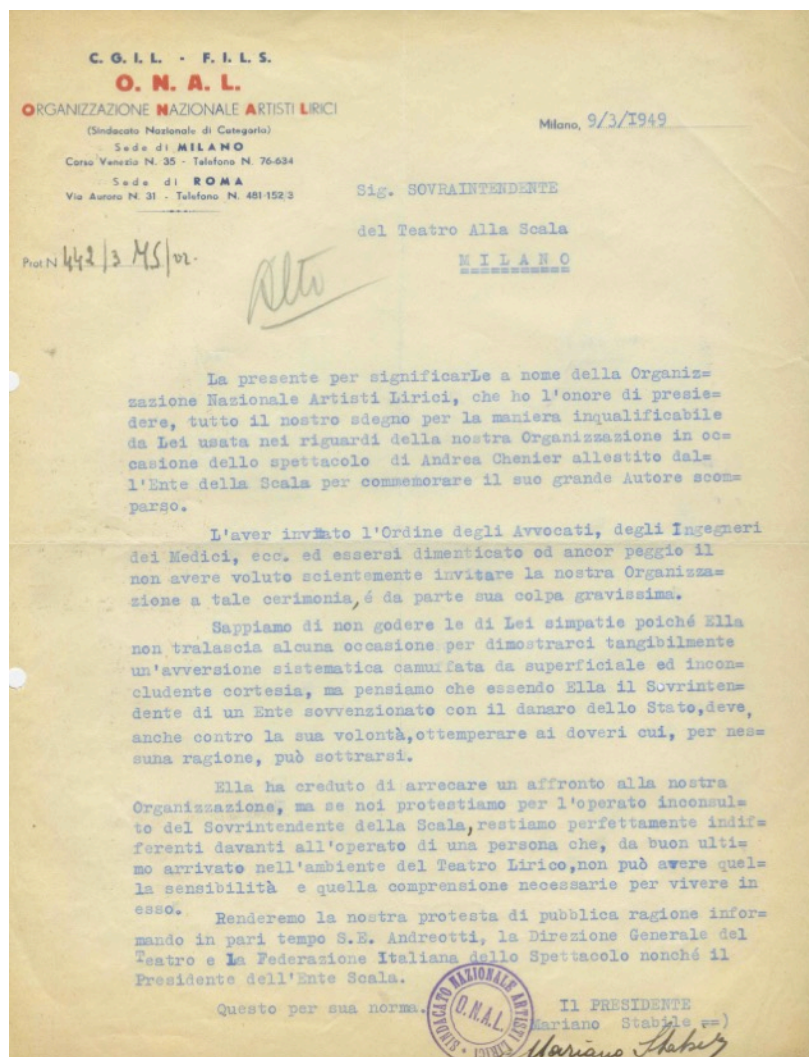 C. G. I. L. - F. I. L. S.
O. N. A. L.
ORGANIZZAZIONE NAZIONALE ARTISTI LIRICI
(Sindacato Nazionale di Categoria)
Sede di MILANO
Corso Venezia N. 35 - Telefono N. 76-634
Sede di ROMA
Via Aurora N. 31 - Telefono N. 481-152/3
Milano, 9/3/I949
Sig. SOVRAINTENDENTE
del Teatro Alla Scala
MILANO
Prot N 442/3 MS/
Alto
La presente per significarLe a nome della Organiz=
zazione Nazionale Artisti Lirici, che ho l'onore di presie=
dere, tutto il nostro sdegno per la maniera inqualificabile
da Lei usata nei riguardi della nostra Organizzazione in oc=
casione dello spettacolo di Andrea Chenier allestito dal=
l'Ente della Scala per commemorare il suo grande Autore scom=
parso.
L'aver invitato l'Ordine degli Avvocati, degli Ingegneri
dei Medici, ecc. ed essersi dimenticato od ancor peggio il
non avere voluto scientemente invitare la nostra Organizza=
zione a tale cerimonia, é da parte sua colpa gravissima.
Sappiamo di non godere le di Lei simpatie poiché Ella
non tralascia alcuna occasione per dimostrarci tangibilmente
un'avversione sistematica camuffata da superficiale ed incon=
cludente cortesia, ma pensiamo che essendo Ella il Sovrinten=
dente di un Ente sovvenzionato con il danaro dello Stato,deve,
anche contro la sua volontà,ottemperare ai doveri cui, per nes=
suna ragione, può sottrarsi.
Ella ha creduto di arrecare un affronto alla nostra
Organizzazione, ma se noi protestiamo per l'operato inconsul=
to del Sovrintendente della Scala,restiamo perfettamente indif=
ferenti davanti all'operato di una persona che, da buon ulti=
mo arrivato nell'ambiente del Teatro Lirico,non può avere quel=
la sensibilità e quella comprensione necessarie per vivere in
esso.
Renderemo la nostra protesta di pubblica ragione infor=
mando in pari tempo S.E. Andreotti, la Direzione Generale del
Teatro e La Federazione Italiana dello Spettacolo nonché il
Presidente dell'Ente Scala.
Questo per sua norma.
Il PRESIDENTE
Mariano Stabile ==)
Mariano Stabile
SINDACATO NAZIONALE ARTISTI LIRICI
O.N.A.L.